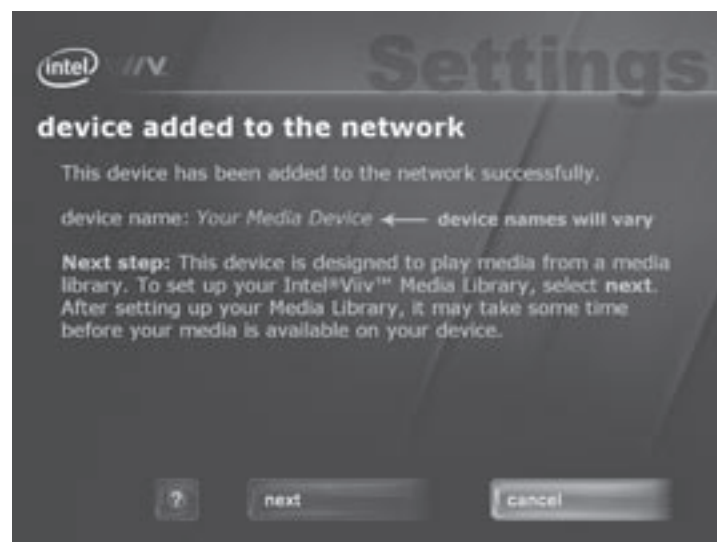 intel //V.
Settings
device added to the network
This device has been added to the network successfully.
device name: Your Media Device ← device names will vary
Next step: This device is designed to play media from a media
library. To set up your Intel®Viiv™ Media Library, select next.
After setting up your Media Library, it may take some time
before your media is available on your device.
? next cancel